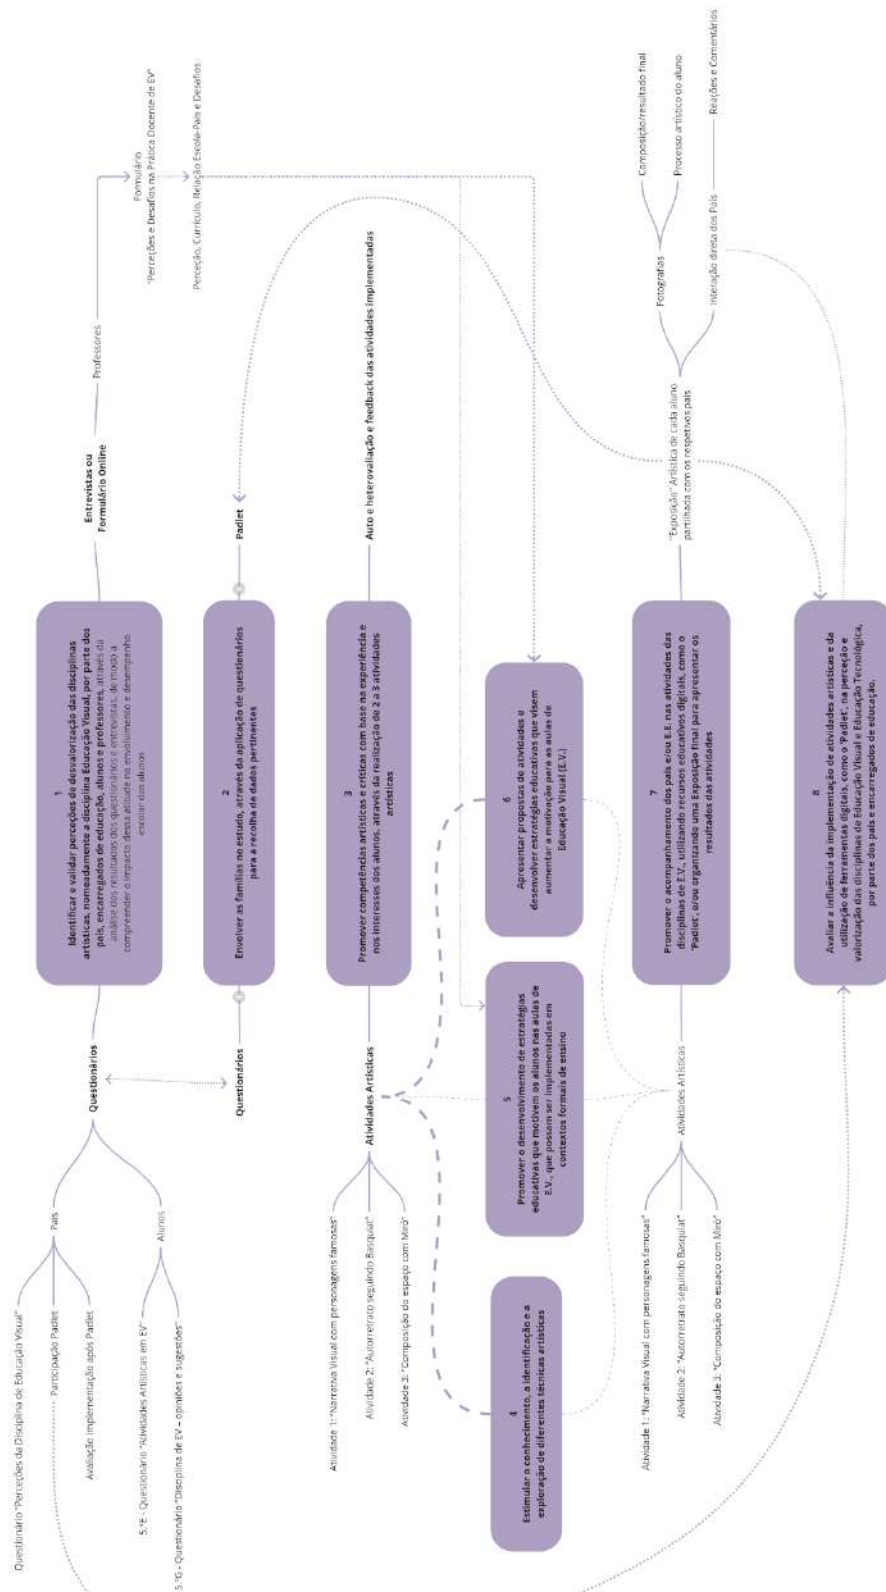 Questionário "Perceções da Disciplina de Educação Visual"
Participação Padlet
Avaliação implementação após Padlet
Pais
5.ºE - Questionário "Atividades Artísticas em EV"
5.ºG - Questionário "Disciplina de EV – opiniões e sugestões"
Alunos
Questionários
1
Identificar e validar perceções de desvalorização das disciplinas
artísticas, nomeadamente a disciplina Educação Visual, por parte dos
pais, encarregados de educação, alunos e professores, através da
análise dos resultados dos questionários e entrevistas, de modo a
compreender o impacto desta atitude no envolvimento e desempenho
escolar dos alunos
Entrevistas ou
Formulário Online
Professores
Formulário
"Perceções e Desafios na Prática Docente de EV"
Perceção, Currículo, Relação Escola-Pais e Desafios
Questionários
2
Envolver as famílias no estudo, através da aplicação de questionários
para a recolha de dados pertinentes
Padlet
Atividade 1: "Narrativa Visual com personagens famosas"
Atividade 2: "Autorretrato seguindo Basquiat"
Atividade 3: "Composição do espaço com Miró"
Atividades Artísticas
3
Promover competências artísticas e críticas com base na experiência e
nos interesses dos alunos, através da realização de 2 a 3 atividades
artísticas
Auto e heteroavaliação e feedback das atividades implementadas
4
Estimular o conhecimento, a identificação e a
exploração de diferentes técnicas artísticas
5
Promover o desenvolvimento de estratégias
educativas que motivem os alunos nas aulas de
E.V., que possam ser implementadas em
contextos formais de ensino
6
Apresentar propostas de atividades e
desenvolver estratégias educativas que visem
aumentar a motivação para as aulas de
Educação Visual (E.V.)
Atividade 1: "Narrativa Visual com personagens famosas"
Atividade 2: "Autorretrato seguindo Basquiat"
Atividade 3: "Composição do espaço com Miró"
Atividades Artísticas
7
Promover o acompanhamento dos pais e/ou E.E. nas atividades das
disciplinas de E.V., utilizando recursos educativos digitais, como o
'Padlet', e/ou organizando uma Exposição final para apresentar os
resultados das atividades
"Exposição" Artística de cada aluno
partilhada com os respetivos pais
Fotografias
Composição/resultado final
Processo artístico do aluno
Interação direta dos Pais
Reações e Comentários
8
Avaliar a influência da implementação de atividades artísticas e da
utilização de ferramentas digitais, como o 'Padlet', na perceção e
valorização das disciplinas de Educação Visual e Educação Tecnológica,
por parte dos pais e encarregados de educação.